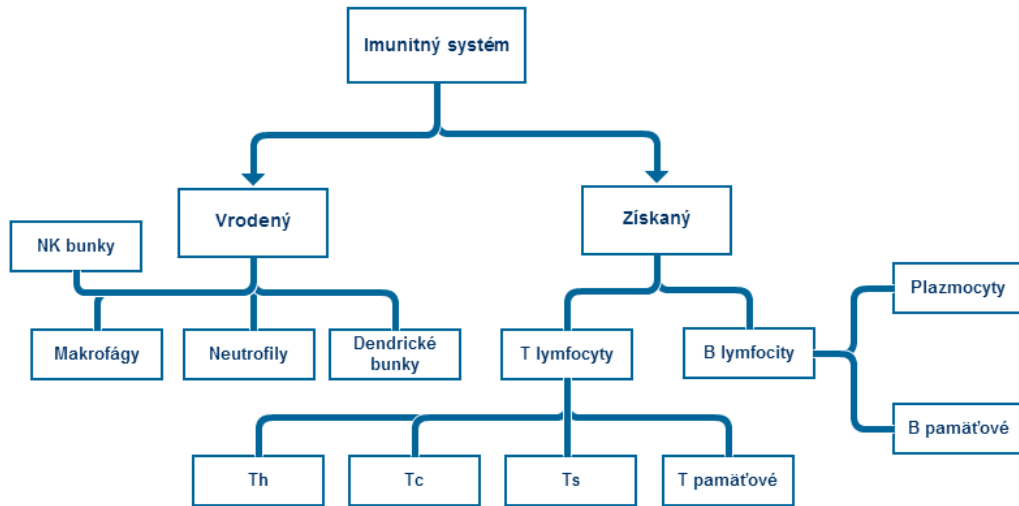 Imunitný systém
Vrodený
Získaný
NK bunky
Plazmocyty
Makrofágy
Neutrofily
Dendrické
bunky
T lymfocyty
B lymfocity
B pamäťové
Th
Tc
Ts
T pamäťové